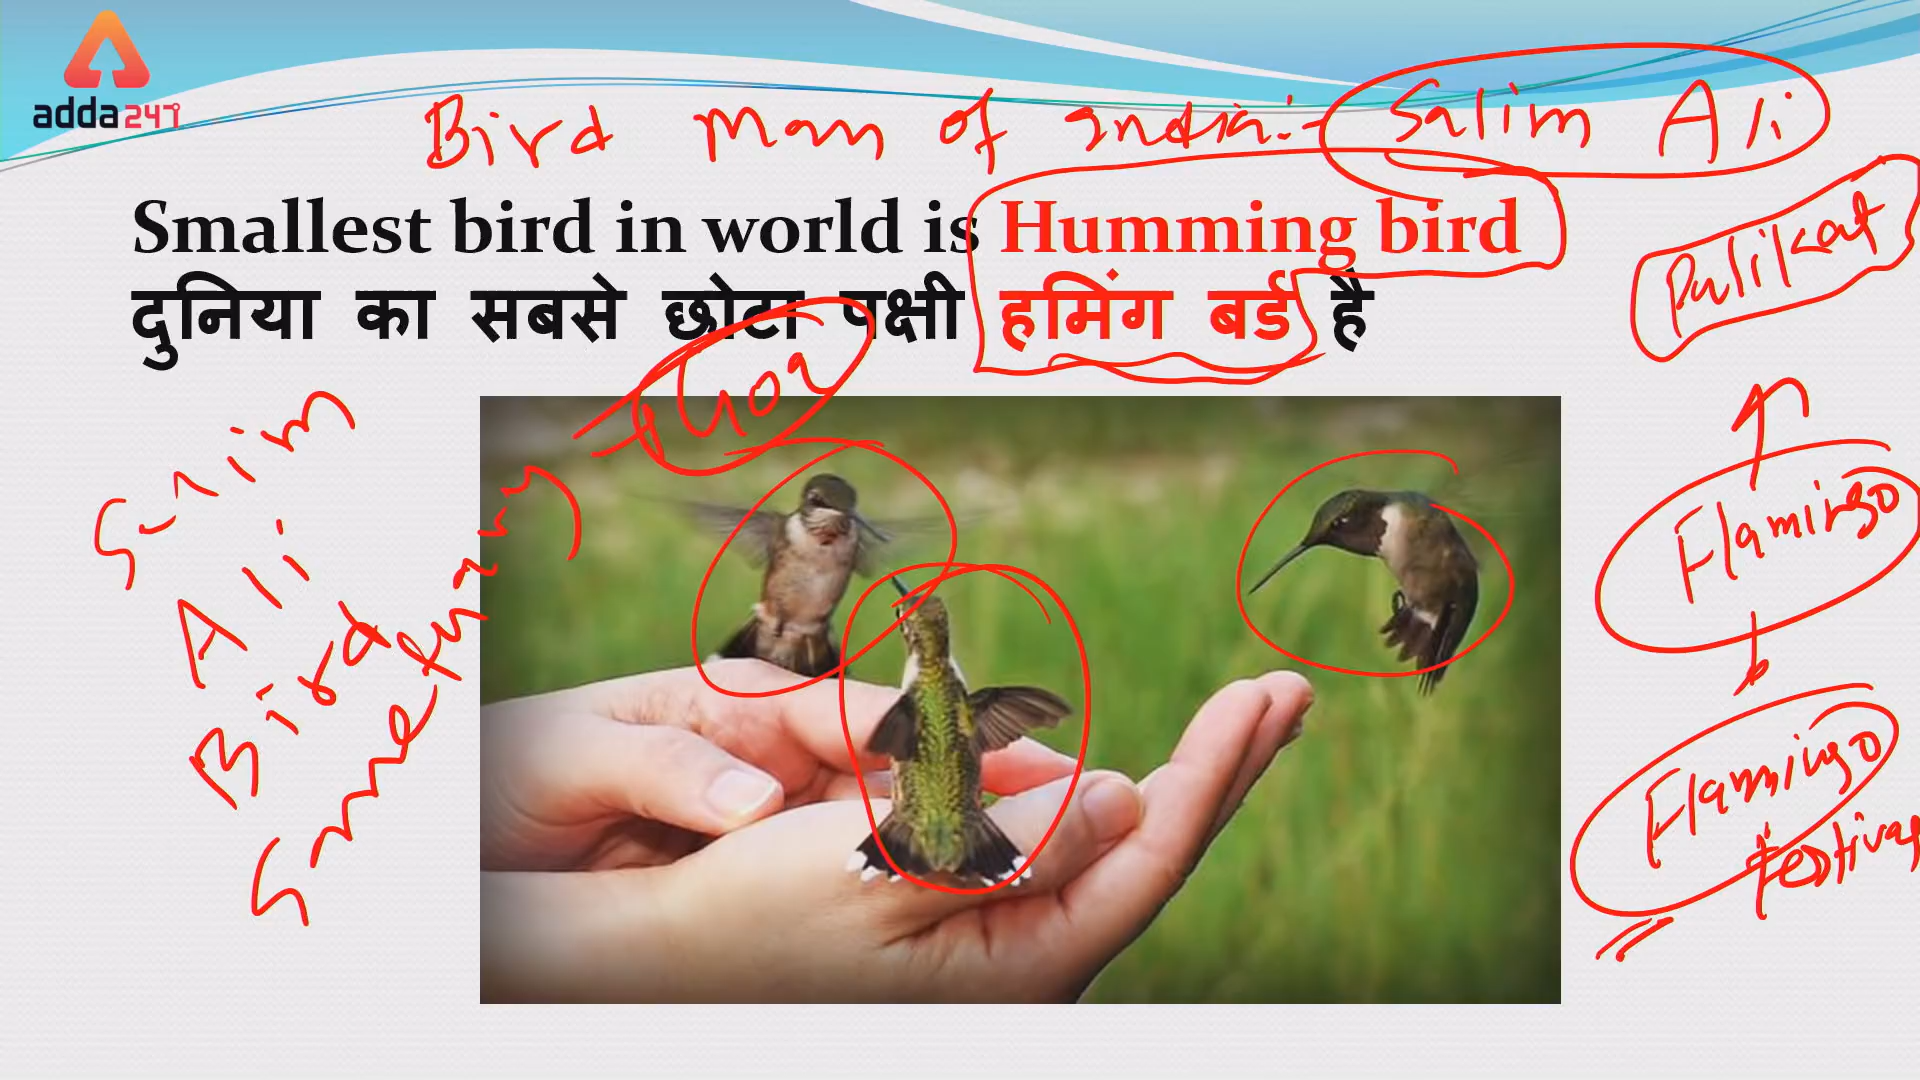 adda247
Bird Man of India:- Salim Ali
Smallest bird in world is Humming bird
दुनिया का सबसे छोटा पक्षी हमिंग बर्ड है
Pulikat
Goa
Salim
Ali
Bird
Flamingo
Flamingo
festival